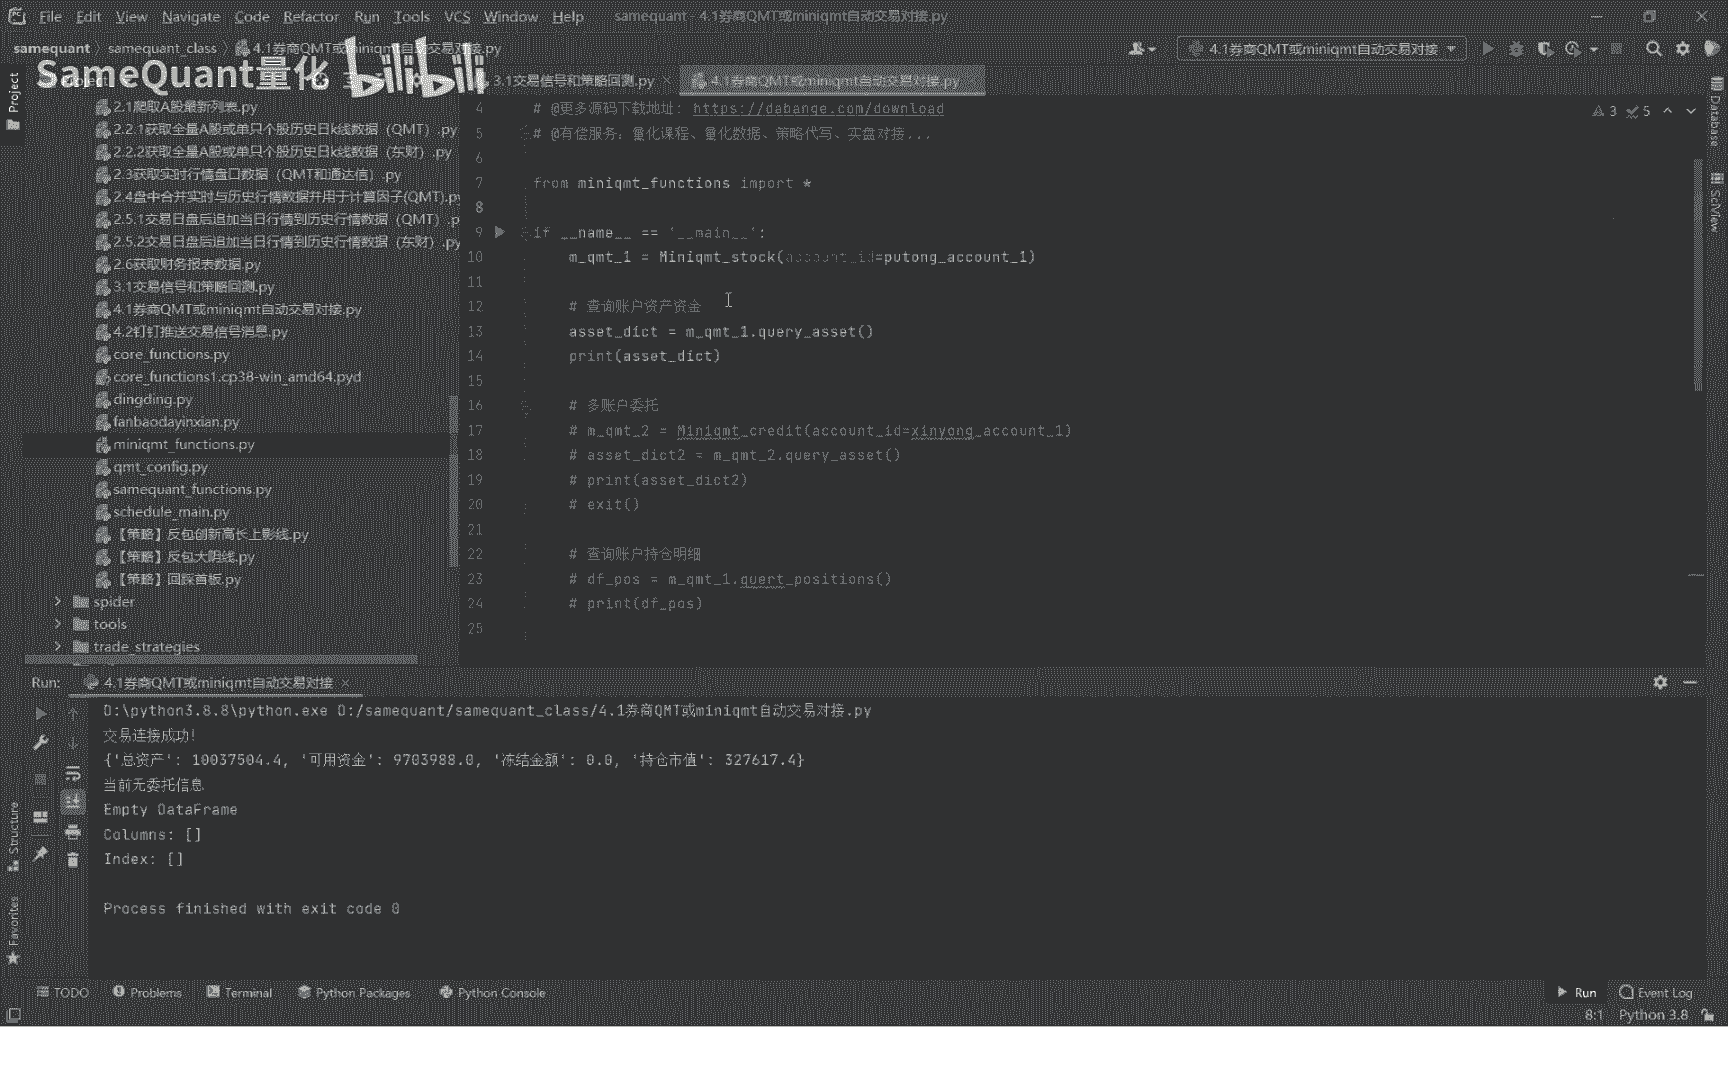 File Edit View Navigate Code Refactor Run Tools VCS Window Help samequant - 4.1券商QMT或miniqmt自动交易对接.py
samequant samequant_class 4.1券商QMT或miniqmt自动交易对接.py
4.1券商QMT或miniqmt自动交易对接
SameQuant量化 bilibili
3.1交易信号和策略回测.py
4.1券商QMT或miniqmt自动交易对接.py
Project
2.1爬取A股最新列表.py
2.2.1获取全量A股或单只个股历史日k线数据（QMT）.py
2.2.2获取全量A股或单只个股历史日k线数据（东财）.py
2.3获取实时行情盘口数据（QMT和通达信）.py
2.4盘中合并实时与历史行情数据并用于计算因子(QMT).py
2.5.1交易日盘后追加当日行情到历史行情数据（QMT）.p
2.5.2交易日盘后追加当日行情到历史行情数据（东财）.py
2.6获取财务报表数据.py
3.1交易信号和策略回测.py
4.1券商QMT或miniqmt自动交易对接.py
4.2钉钉推送交易信号消息.py
core_functions.py
core_functions1.cp38-win_amd64.pyd
dingding.py
fanbaodayinxian.py
miniqmt_functions.py
qmt_config.py
samequant_functions.py
schedule_main.py
【策略】反包创新高长上影线.py
【策略】反包大阴线.py
【策略】回踩首板.py
spider
tools
trade_strategies
4 # @更多源码下载地址: https://dabange.com/download
5 # @有偿服务: 量化课程、量化数据、策略代写、实盘对接...
6
7 from miniqmt_functions import *
8
9 if __name__ == '__main__':
10 m_qmt_1 = Miniqmt_stock(account_id=putong_account_1)
11
12 # 查询账户资产资金
13 asset_dict = m_qmt_1.query_asset()
14 print(asset_dict)
15
16 # 多账户委托
17 # m_qmt_2 = Miniqmt_credit(account_id=xinyong_account_1)
18 # asset_dict2 = m_qmt_2.query_asset()
19 # print(asset_dict2)
20 # exit()
21
22 # 查询账户持仓明细
23 # df_pos = m_qmt_1.quert_positions()
24 # print(df_pos)
25
3 5
Database
SciView
Run: 4.1券商QMT或miniqmt自动交易对接
D:\python3.8.8\python.exe D:/samequant/samequant_class/4.1券商QMT或miniqmt自动交易对接.py
交易连接成功!
{'总资产': 10037504.4, '可用资金': 9703988.0, '冻结金额': 0.0, '持仓市值': 327617.4}
当前无委托信息
Empty DataFrame
Columns: []
Index: []
Process finished with exit code 0
Structure
Favorites
TODO Problems Terminal Python Packages Python Console Run Event Log
8:1 Python 3.8